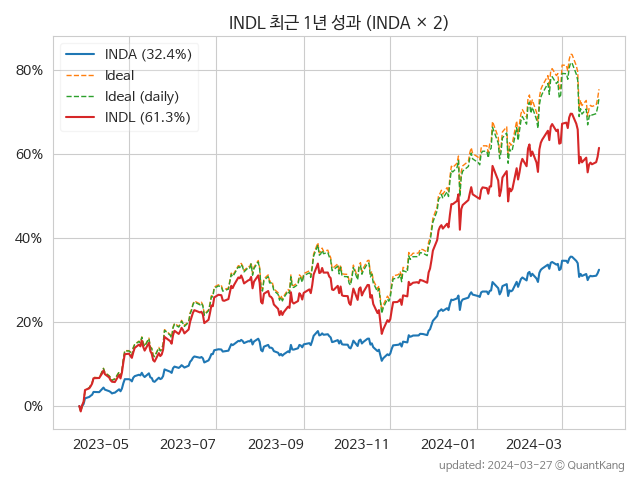 INDL 최근 1년 성과 (INDA × 2)
INDA (32.4%)
Ideal
Ideal (daily)
INDL (61.3%)
80%
60%
40%
20%
0%
2023−05 2023−07 2023−09 2023−11 2024−01 2024−03
updated: 2024-03-27 © QuantKang